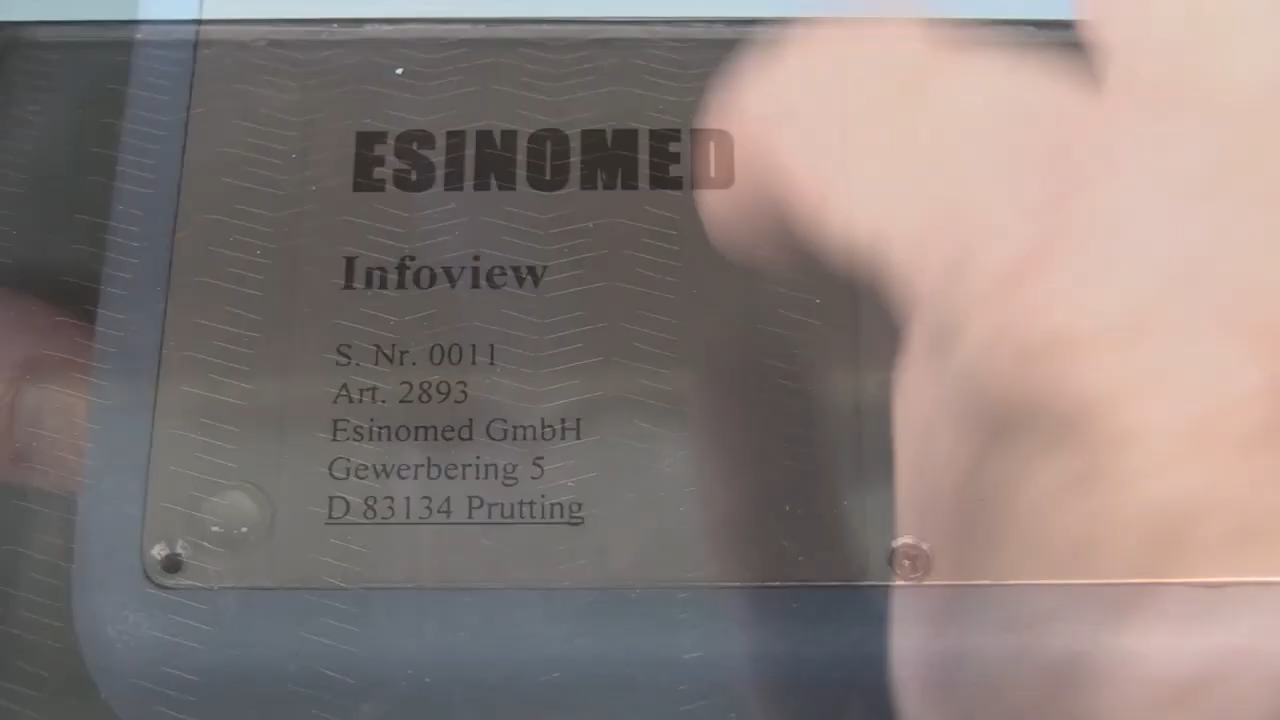 ESINOMED
Infoview
S. Nr. 0011
Art. 2893
Esinomed GmbH
Gewerbering 5
D 83134 Prutting